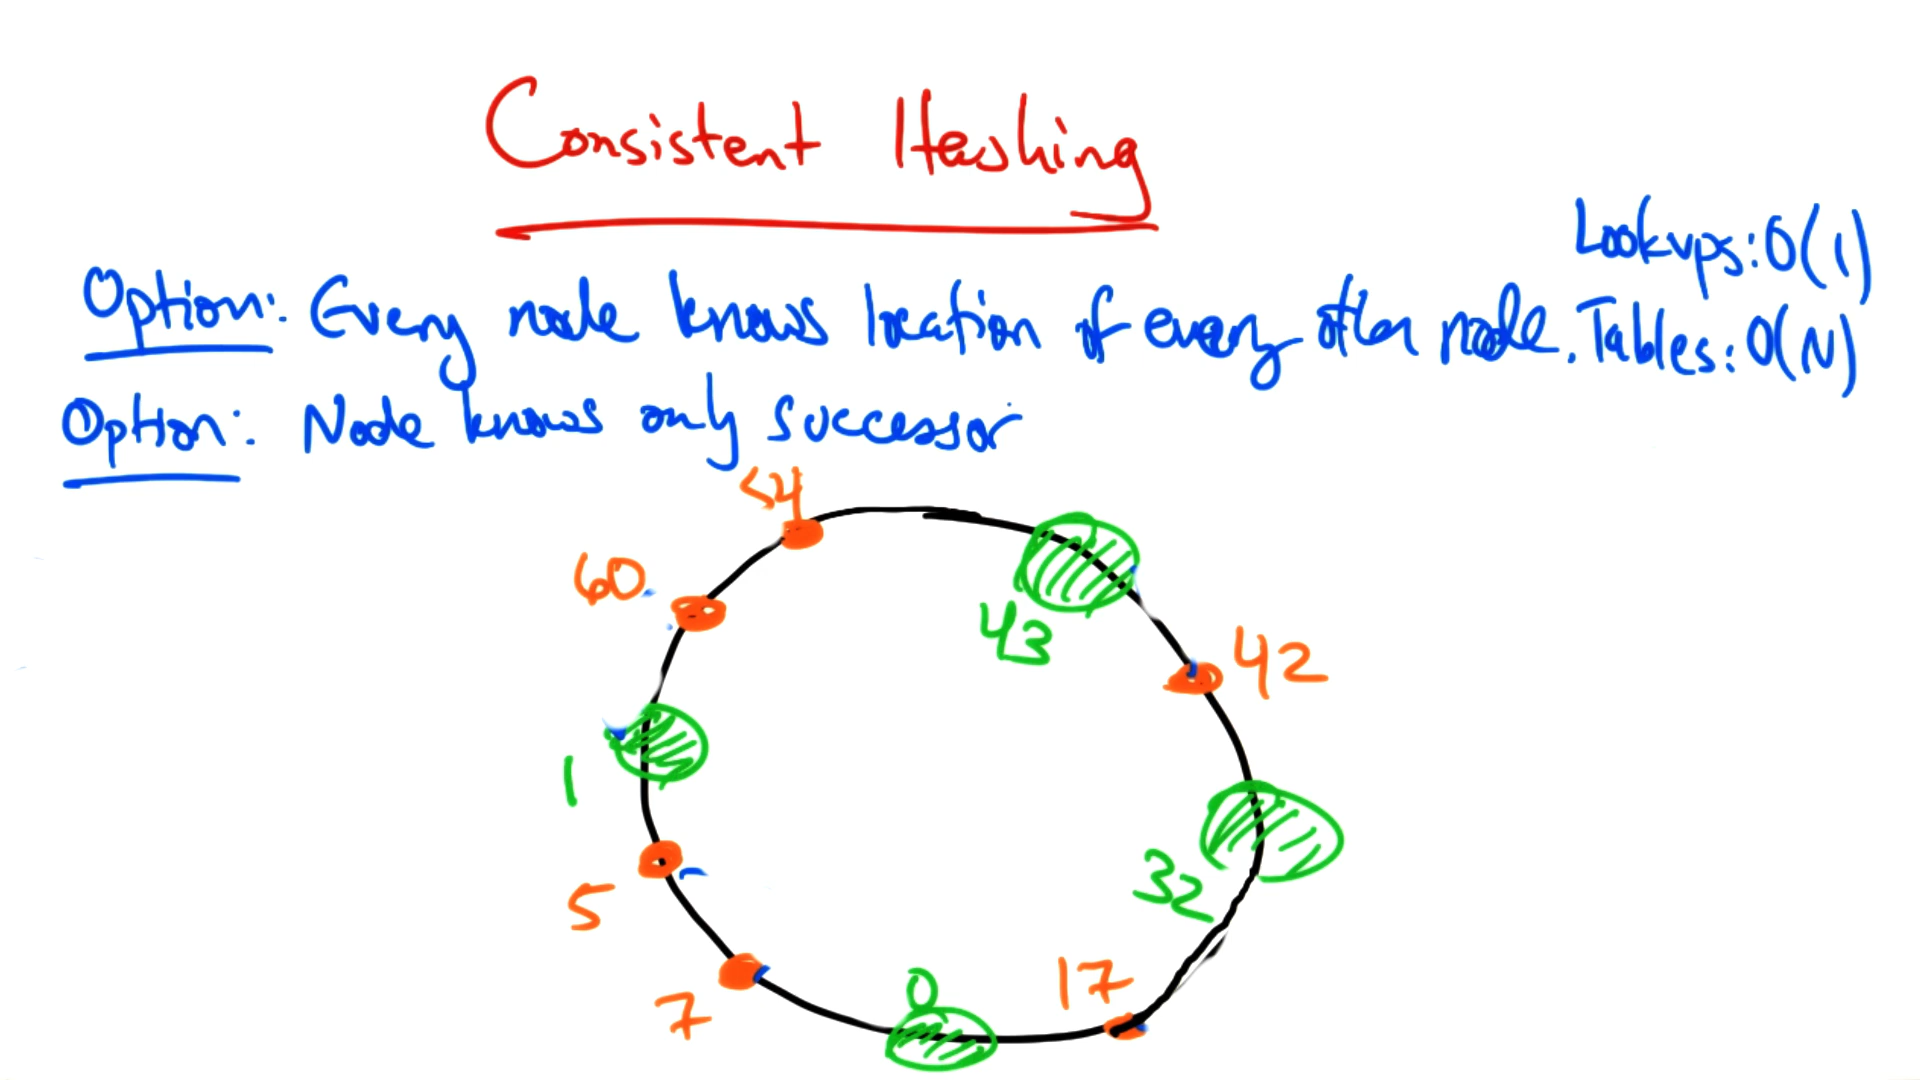 Consistent Hashing
Lookups: O(1)
Option: Every node knows location of every other node. Tables: O(N)
Option: Node knows only successor
54
60
43
42
1
32
5
0
17
7